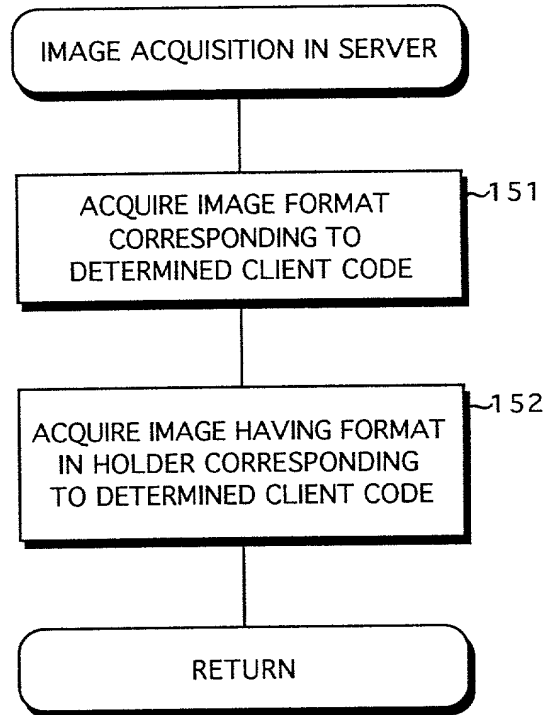 IMAGE ACQUISITION IN SERVER
151
ACQUIRE IMAGE FORMAT
CORRESPONDING TO
DETERMINED CLIENT CODE
152
ACQUIRE IMAGE HAVING FORMAT
IN HOLDER CORRESPONDING
TO DETERMINED CLIENT CODE
RETURN